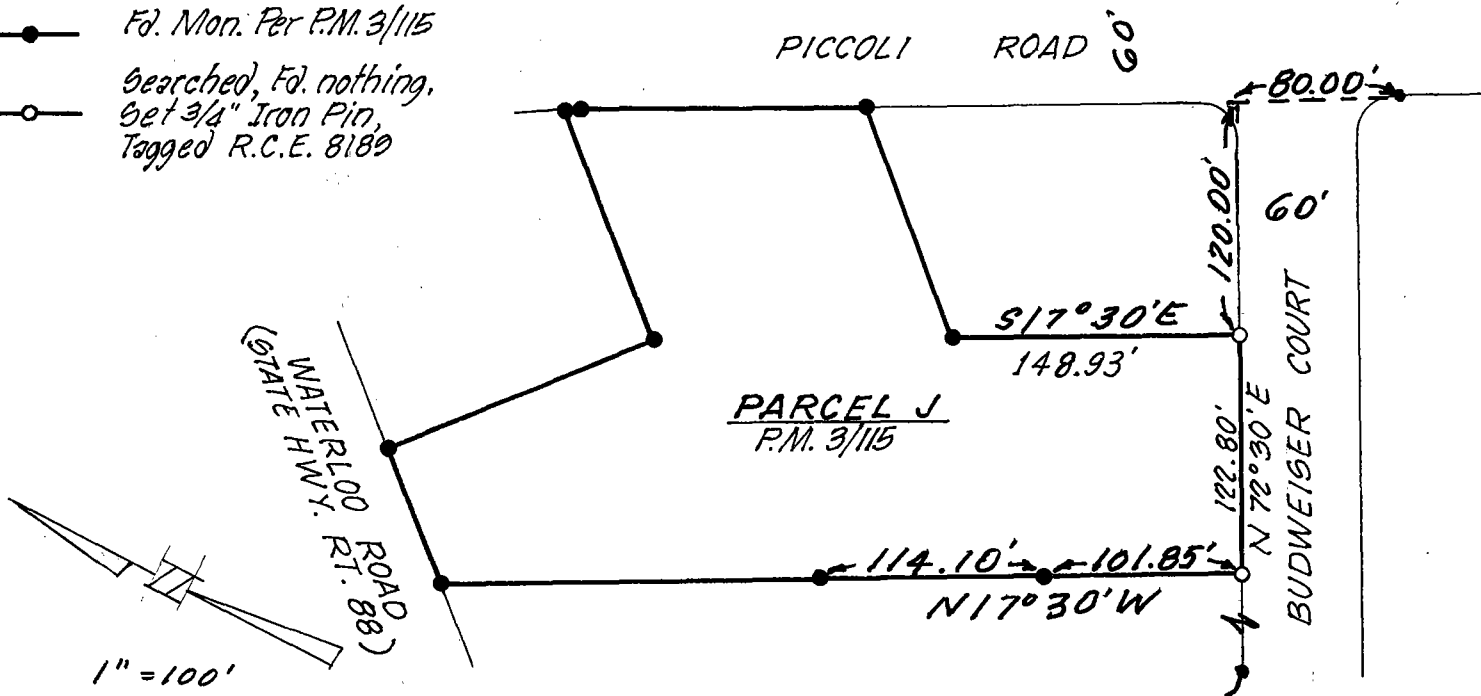 Fd. Mon. Per P.M. 3/115
Searched, Fd. nothing,
Set 3/4" Iron Pin,
Tagged R.C.E. 8189
PICCOLI ROAD 60'
80.00'
120.00'
60'
S17°30'E
148.93'
PARCEL J
P.M. 3/115
122.80'
N 72°30'E
BUDWEISER COURT
WATERLOO ROAD
(STATE HWY. RT. 88)
114.10'
101.85'
N17°30'W
1" = 100'